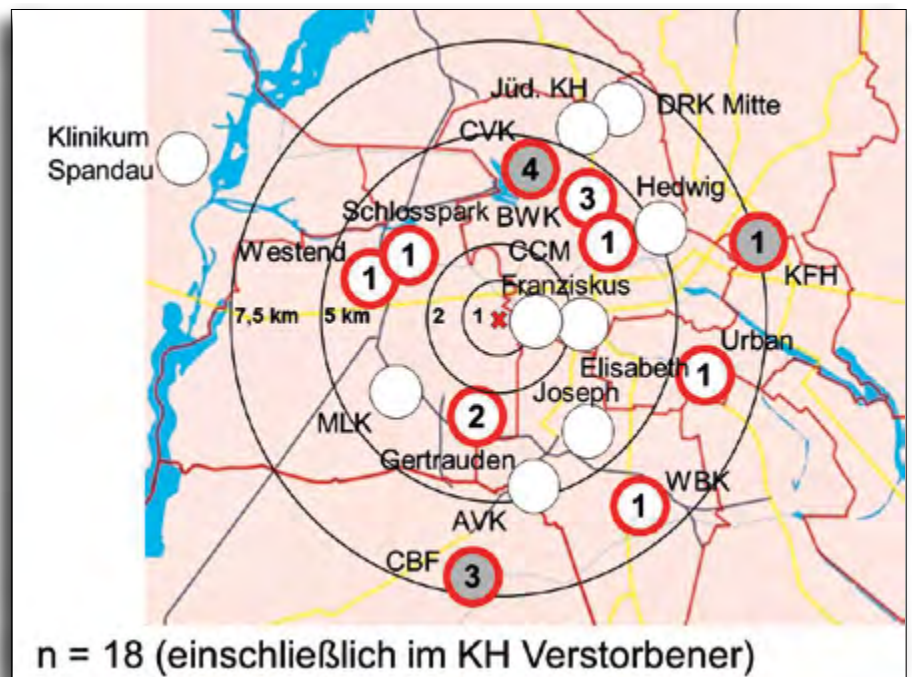 Jüd. KH
DRK Mitte
Klinikum
Spandau
CVK
4
3
Hedwig
Schlosspark
BWK
Westend
1
1
CCM
1
1
KFH
Franziskus
7,5 km
5 km
2
1
Urban
Elisabeth
1
Joseph
MLK
2
Gertrauden
WBK
1
AVK
CBF
3
n = 18 (einschließlich im KH Verstorbener)